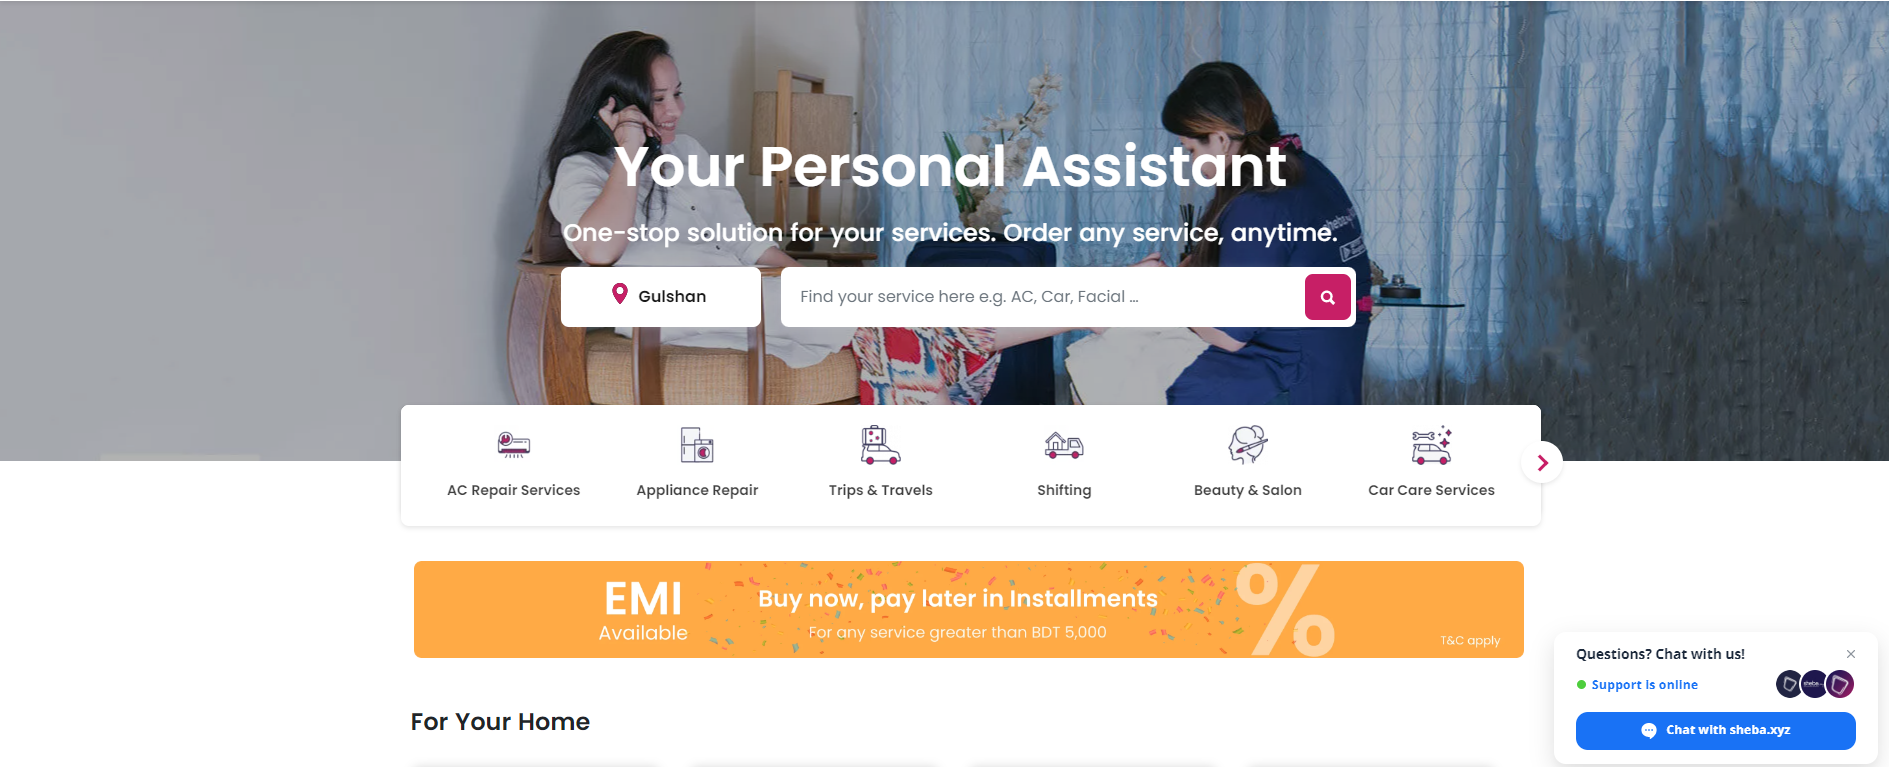 Your Personal Assistant
One-stop solution for your services. Order any service, anytime.
Gulshan
Find your service here e.g. AC, Car, Facial ...
AC Repair Services
Appliance Repair
Trips & Travels
Shifting
Beauty & Salon
Car Care Services
EMI
Available
Buy now, pay later in Installments
For any service greater than BDT 5,000
%
T&C apply
For Your Home
Questions? Chat with us!
Support is online
Chat with sheba.xyz